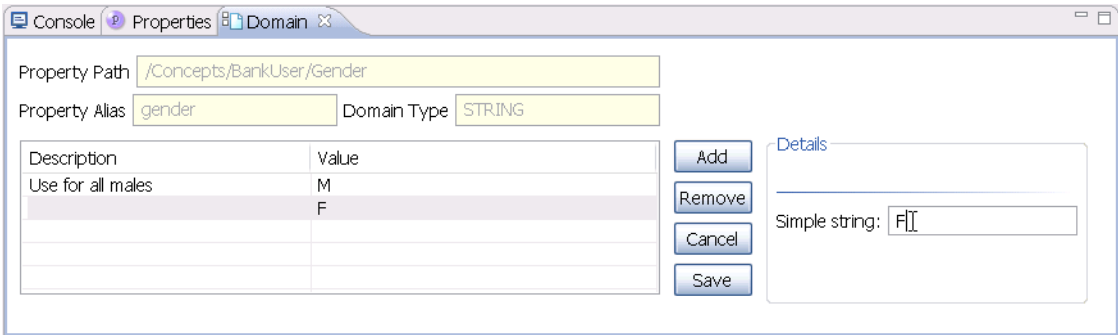 Console Properties Domain
Property Path /Concepts/BankUser/Gender
Property Alias gender Domain Type STRING
Description Value
Use for all males M
F
Add
Remove
Cancel
Save
Details
Simple string: F